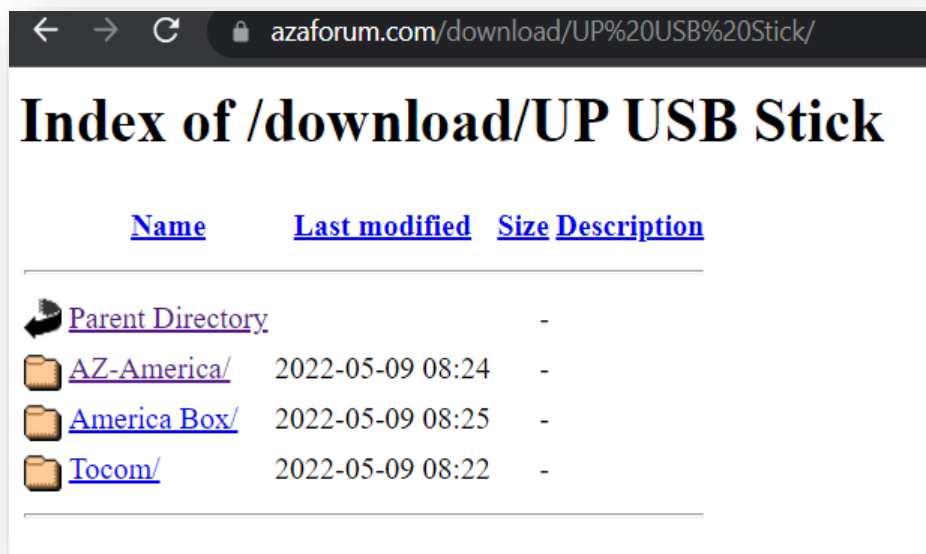 azaforum.com/download/UP%20USB%20Stick/
Index of /download/UP USB Stick
Name Last modified Size Description
Parent Directory -
AZ-America/ 2022-05-09 08:24 -
America Box/ 2022-05-09 08:25 -
Tocom/ 2022-05-09 08:22 -